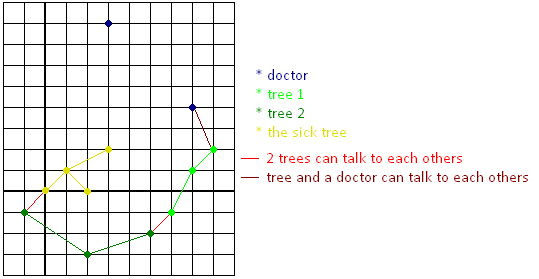 * doctor
* tree 1
* tree 2
* the sick tree
2 trees can talk to each others
tree and a doctor can talk to each others